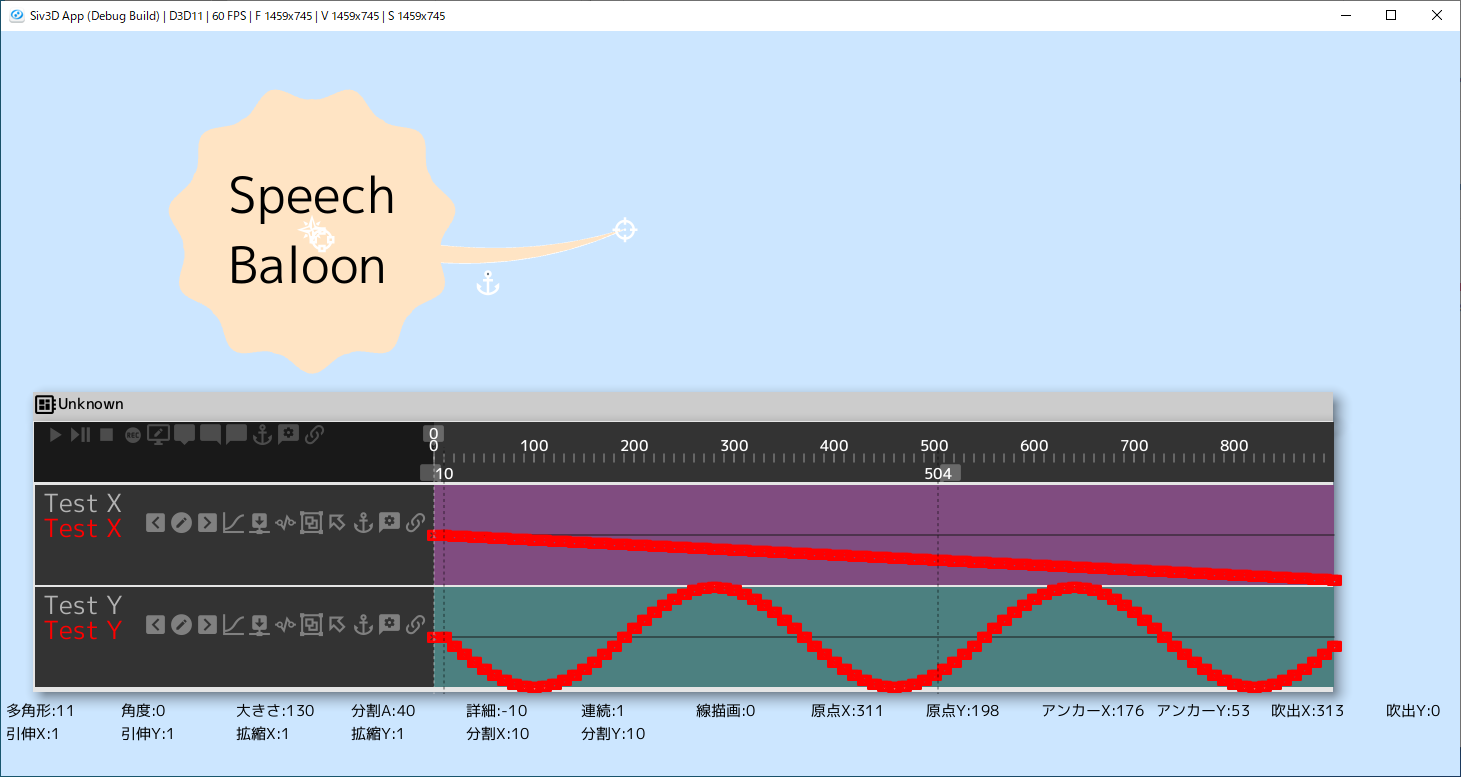 Siv3D App (Debug Build) | D3D11 | 60 FPS | F 1459x745 | V 1459x745 | S 1459x745
Speech
Baloon
Unknown
REC
0
0 100 200 300 400 500 600 700 800
10 504
Test X
Test X
Test Y
Test Y
多角形:11 角度:0 大きさ:130 分割A:40 詳細:-10 連続:1 線描画:0 原点X:311 原点Y:198 アンカーX:176 アンカーY:53 吹出X:313 吹出Y:0
引伸X:1 引伸Y:1 拡縮X:1 拡縮Y:1 分割X:10 分割Y:10